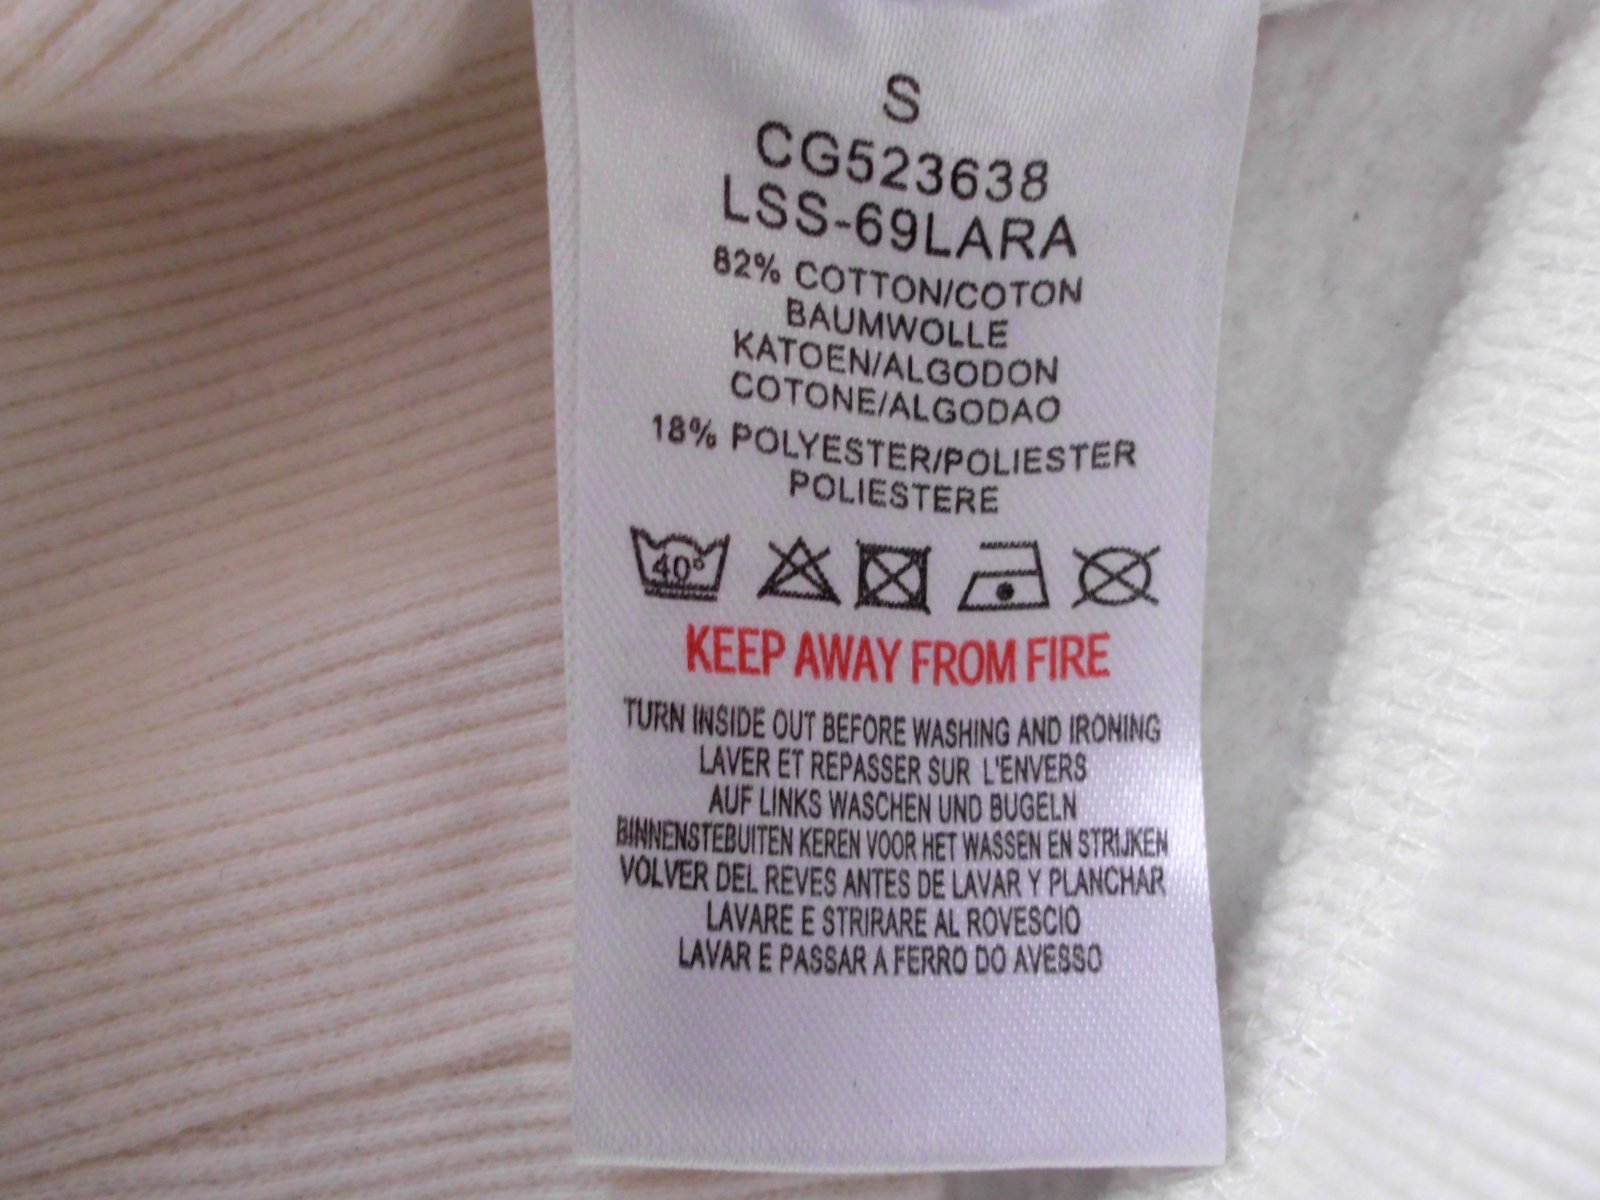 S
CG523638
LSS-69LARA
82% COTTON/COTON
BAUMWOLLE
KATOEN/ALGODON
COTONE/ALGODAO
18% POLYESTER/POLIESTER
POLIESTERE
40°
KEEP AWAY FROM FIRE
TURN INSIDE OUT BEFORE WASHING AND IRONING
LAVER ET REPASSER SUR L'ENVERS
AUF LINKS WASCHEN UND BUGELN
BINNENSTEBUITEN KEREN VOOR HET WASSEN EN STRIJKEN
VOLVER DEL REVES ANTES DE LAVAR Y PLANCHAR
LAVARE E STRIRARE AL ROVESCIO
LAVAR E PASSAR A FERRO DO AVESSO